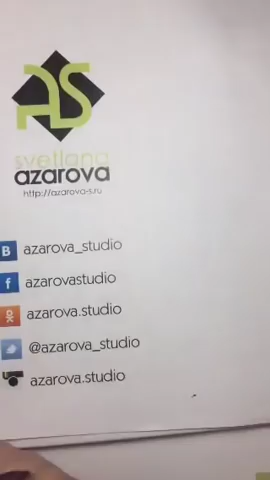 AS
svetlana
azarova
http://azarova-s.ru
B azarova_studio
f azarovastudio
azarova.studio
@azarova_studio
azarova.studio